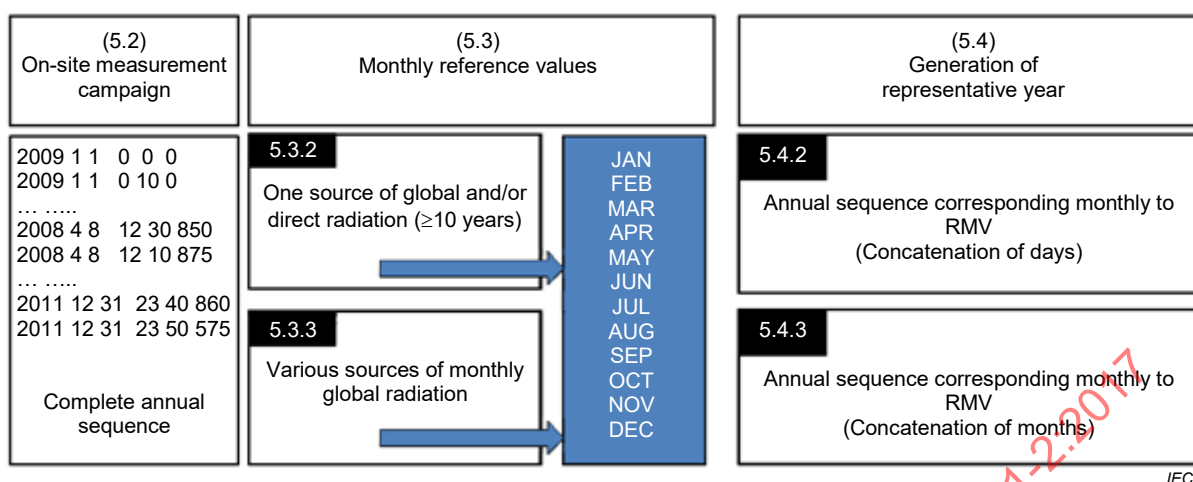 (5.2)
On-site measurement
campaign
(5.3)
Monthly reference values
(5.4)
Generation of
representative year
2009 1 1 0 0 0
2009 1 1 0 10 0
… …..
2008 4 8 12 30 850
2008 4 8 12 10 875
… …..
2011 12 31 23 40 860
2011 12 31 23 50 575
Complete annual
sequence
5.3.2
One source of global and/or
direct radiation (≥10 years)
5.3.3
Various sources of monthly
global radiation
JAN
FEB
MAR
APR
MAY
JUN
JUL
AUG
SEP
OCT
NOV
DEC
5.4.2
Annual sequence corresponding monthly to
RMV
(Concatenation of days)
5.4.3
Annual sequence corresponding monthly to
RMV
(Concatenation of months)
1-2:2017
IEC